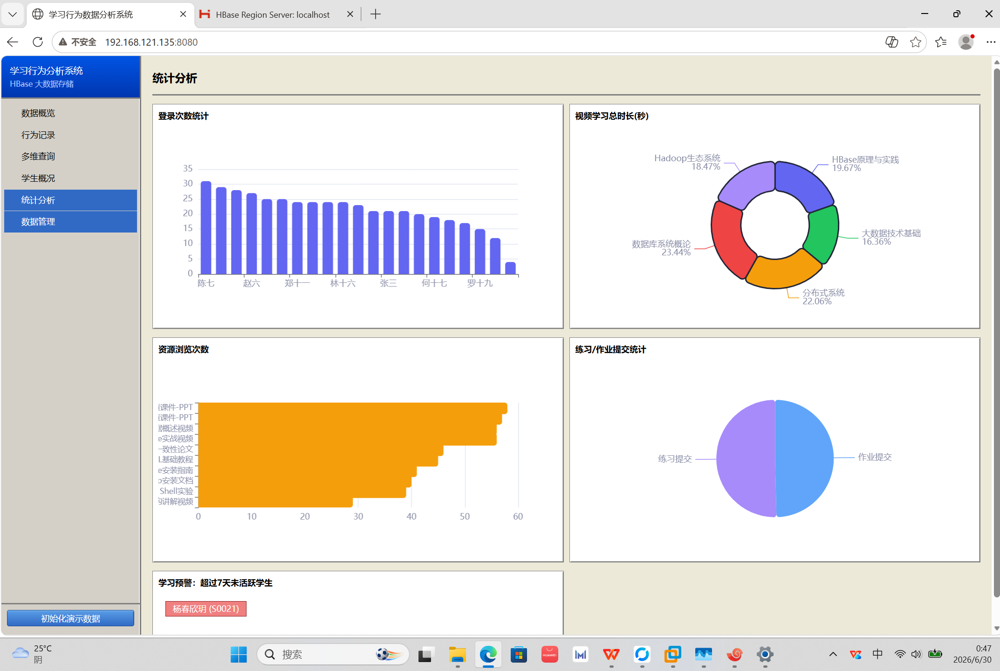 学习行为数据分析系统
HBase Region Server: localhost
不安全
192.168.121.135:8080
学习行为分析系统
HBase 大数据存储
数据概览
行为记录
多维查询
学生概况
统计分析
数据管理
初始化演示数据
统计分析
登录次数统计
35
30
25
20
15
10
5
0
陈七
赵六
郑十一
林十六
张三
何十七
罗十九
视频学习总时长(秒)
Hadoop生态系统
18.47%
HBase原理与实践
19.67%
大数据技术基础
16.36%
数据库系统概论
23.44%
分布式系统
22.06%
资源浏览次数
课件-PPT
课件-PPT
概述视频
e实战视频
一致性论文
L基础教程
e安装指南
o安装文档
Shell实验
讲解视频
0
10
20
30
40
50
60
练习/作业提交统计
练习提交
作业提交
学习预警：超过7天未活跃学生
杨春欣玥 (S0021)
25°C
阴
搜索
HUAWEI
中
0:47
2026/6/30